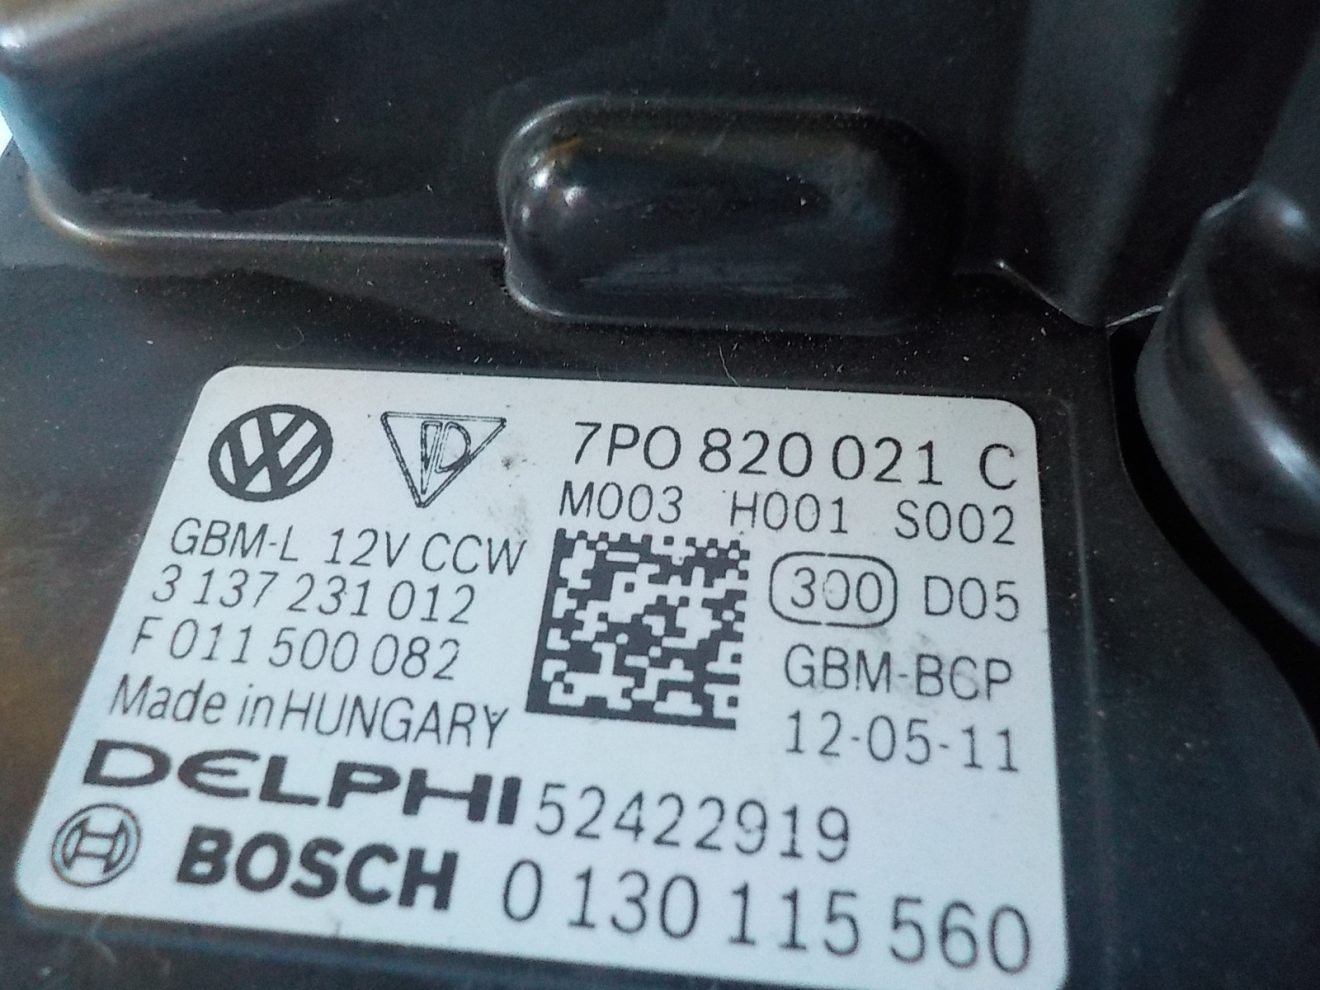 7P0 820 021 C
M003 H001 S002
GBM-L 12V CCW
3 137 231 012
F 011 500 082
Made in HUNGARY
300 D05
GBM-BCP
12-05-11
DELPHI 52422919
BOSCH 0 130 115 560